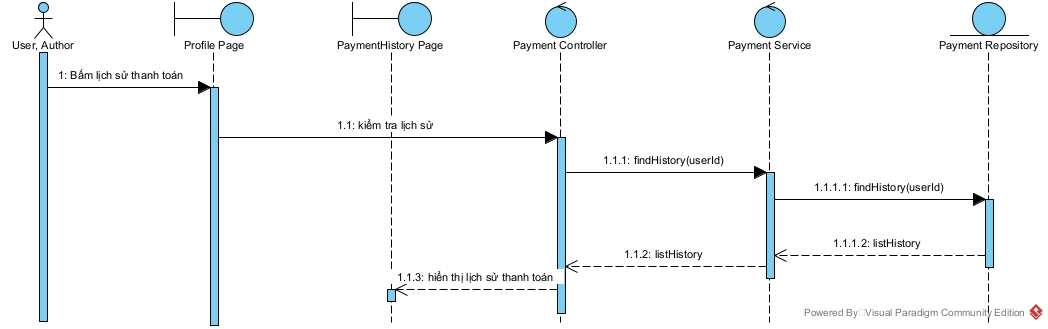 User, Author
Profile Page
PaymentHistory Page
Payment Controller
Payment Service
Payment Repository
1: Bấm lịch sử thanh toán
1.1: kiểm tra lịch sử
1.1.1: findHistory(userId)
1.1.1.1: findHistory(userId)
1.1.1.2: listHistory
1.1.2: listHistory
1.1.3: hiển thị lịch sử thanh toán
Powered By Visual Paradigm Community Edition